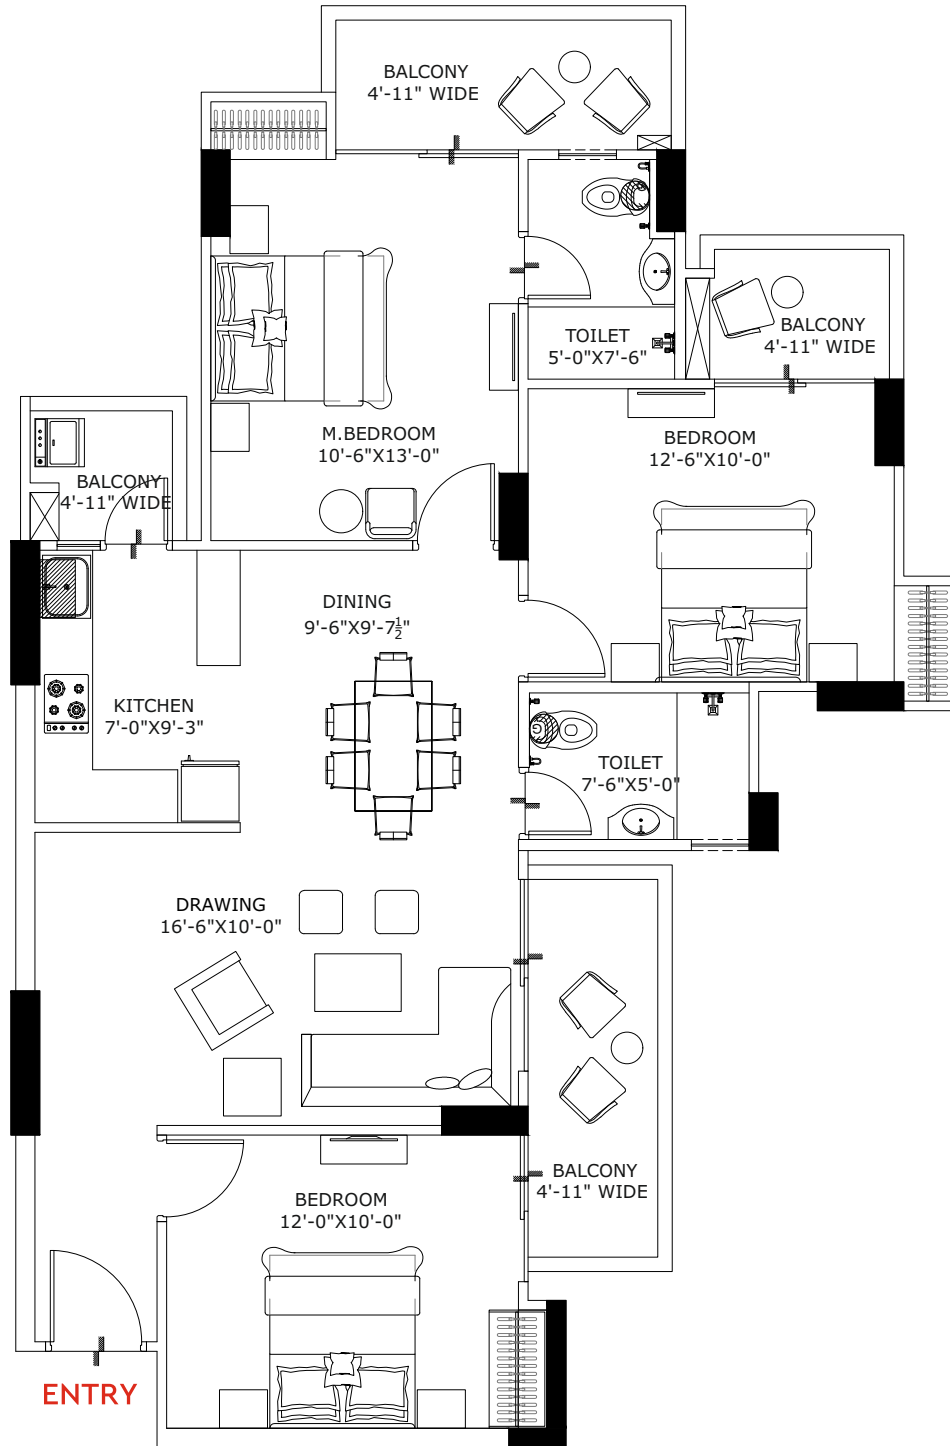 BALCONY
4'-11" WIDE
TOILET
5'-0"X7'-6"
BALCONY
4'-11" WIDE
M.BEDROOM
10'-6"X13'-0"
BEDROOM
12'-6"X10'-0"
BALCONY
4'-11" WIDE
DINING
9'-6"X9'-7½"
KITCHEN
7'-0"X9'-3"
TOILET
7'-6"X5'-0"
DRAWING
16'-6"X10'-0"
BALCONY
4'-11" WIDE
BEDROOM
12'-0"X10'-0"
ENTRY